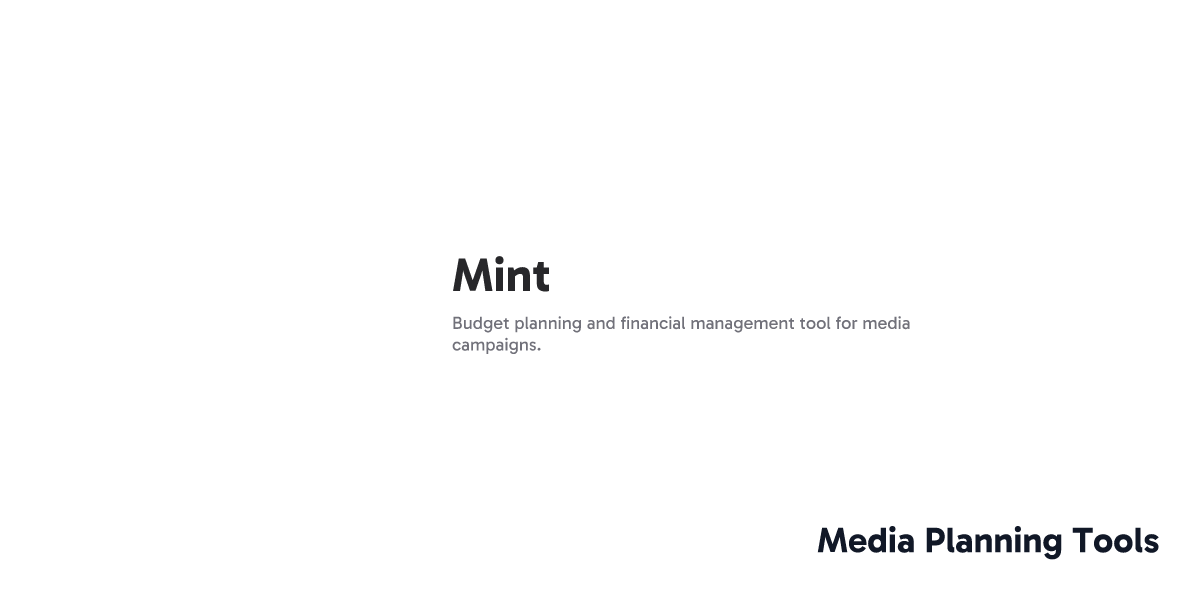 Mint
Budget planning and financial management tool for media
campaigns.
Media Planning Tools